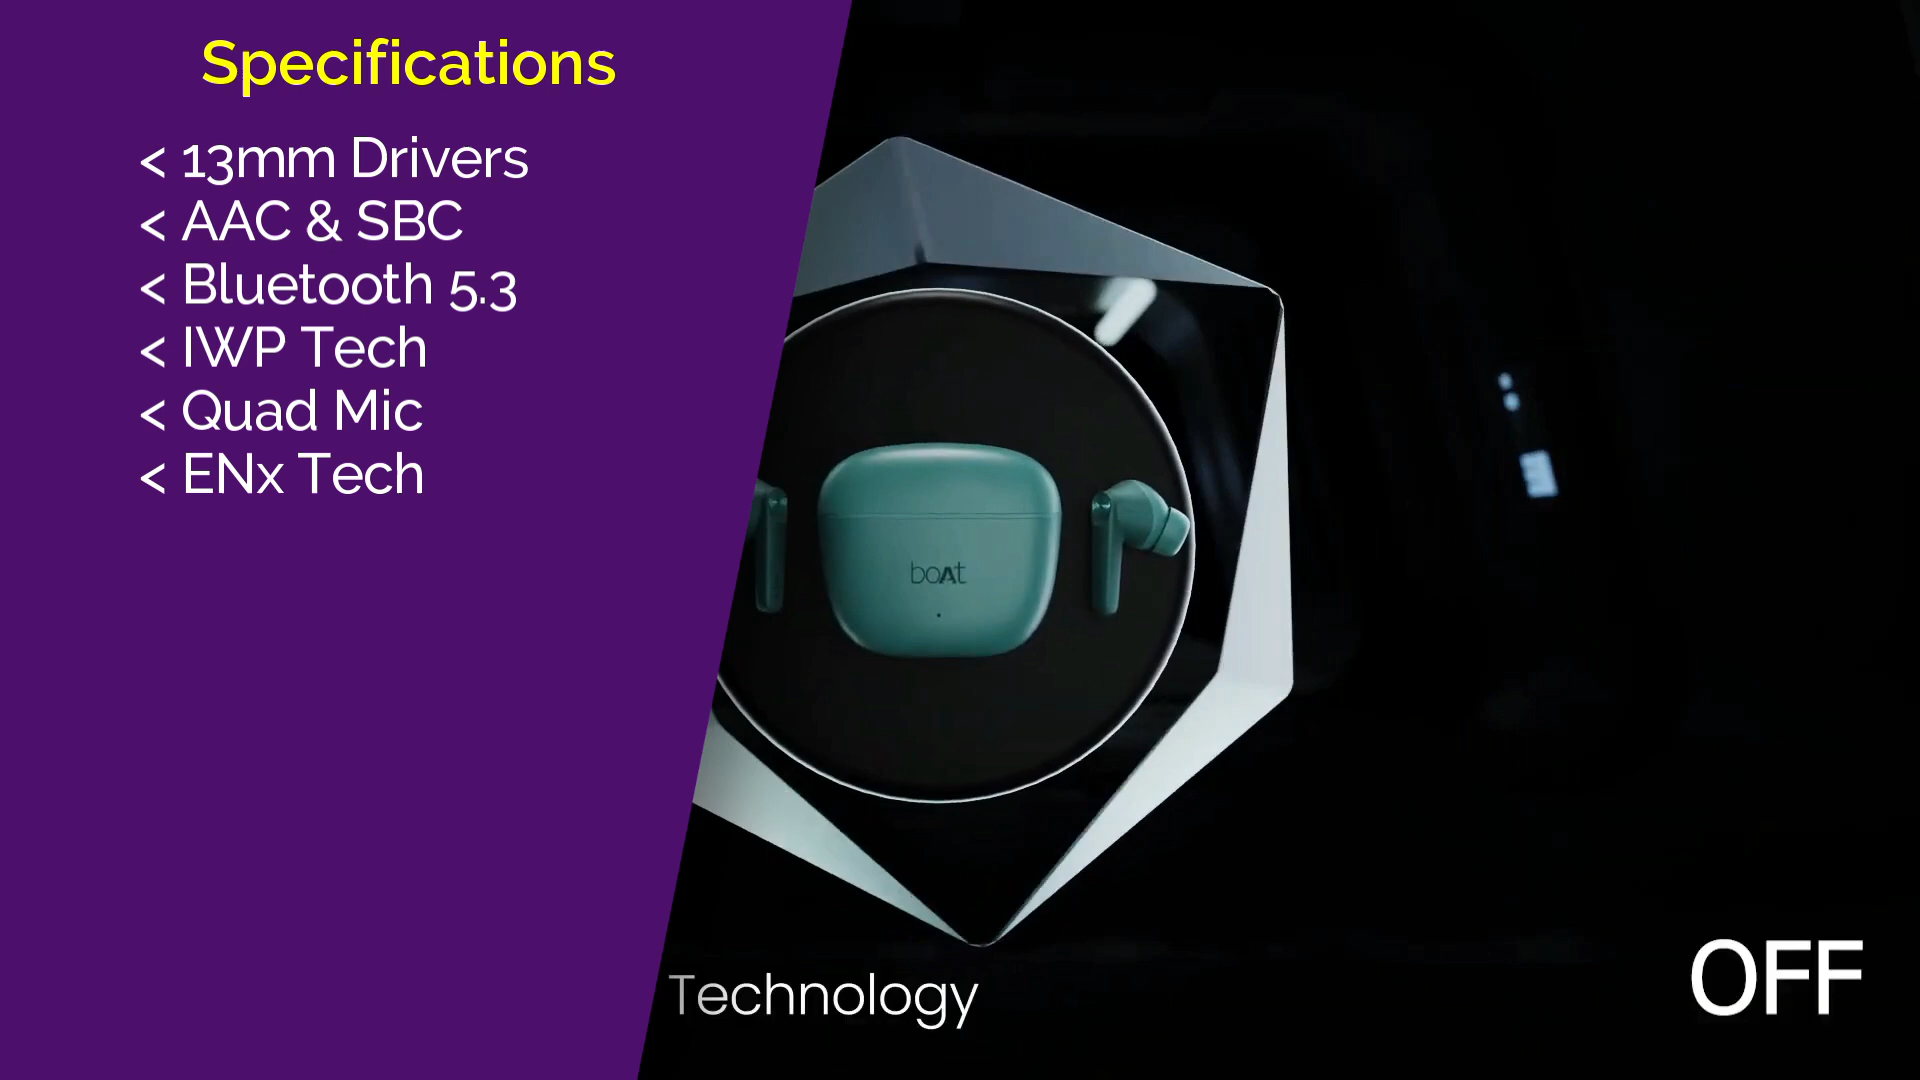 Specifications
< 13mm Drivers
< AAC & SBC
< Bluetooth 5.3
< IWP Tech
< Quad Mic
< ENx Tech
boAt
Technology
OFF